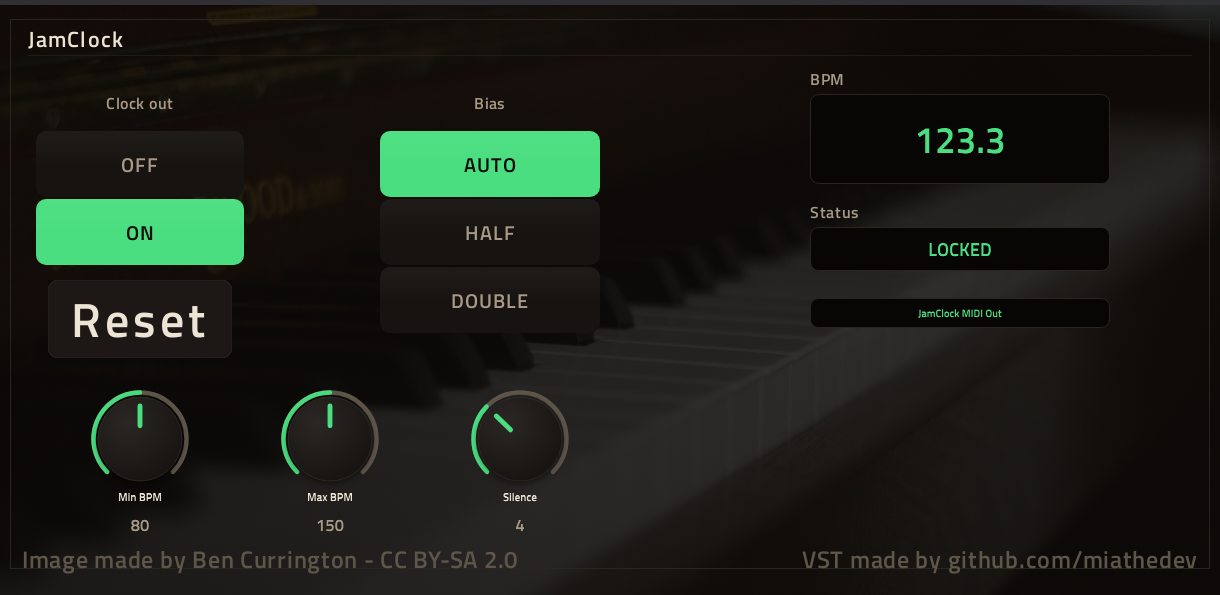 JamClock
Clock out
OFF
ON
Reset
Bias
AUTO
HALF
DOUBLE
BPM
123.3
Status
LOCKED
JamClock MIDI Out
Min BPM
80
Max BPM
150
Silence
4
Image made by Ben Currington - CC BY-SA 2.0
VST made by github.com/miathedev